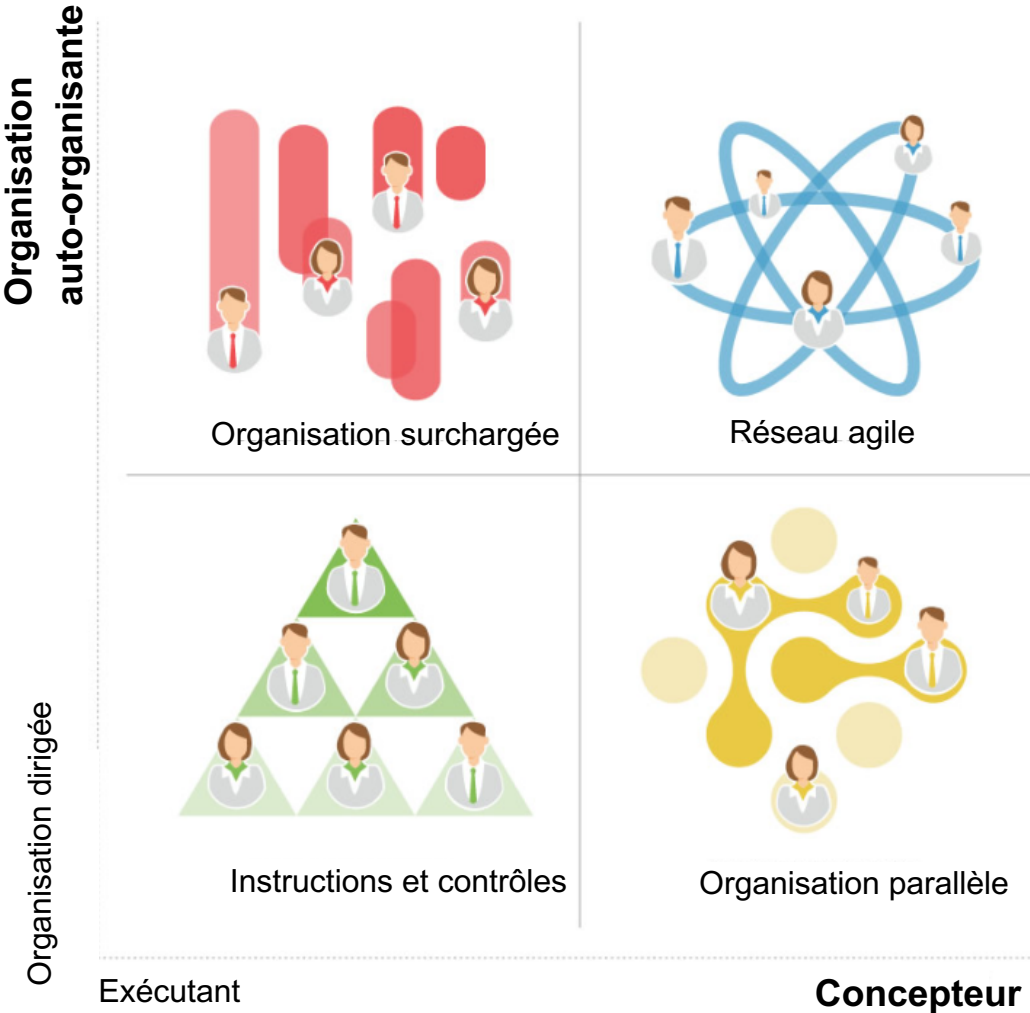 Organisation
auto-organisante
Organisation surchargée
Réseau agile
Organisation dirigée
Instructions et contrôles
Organisation parallèle
Exécutant
Concepteur